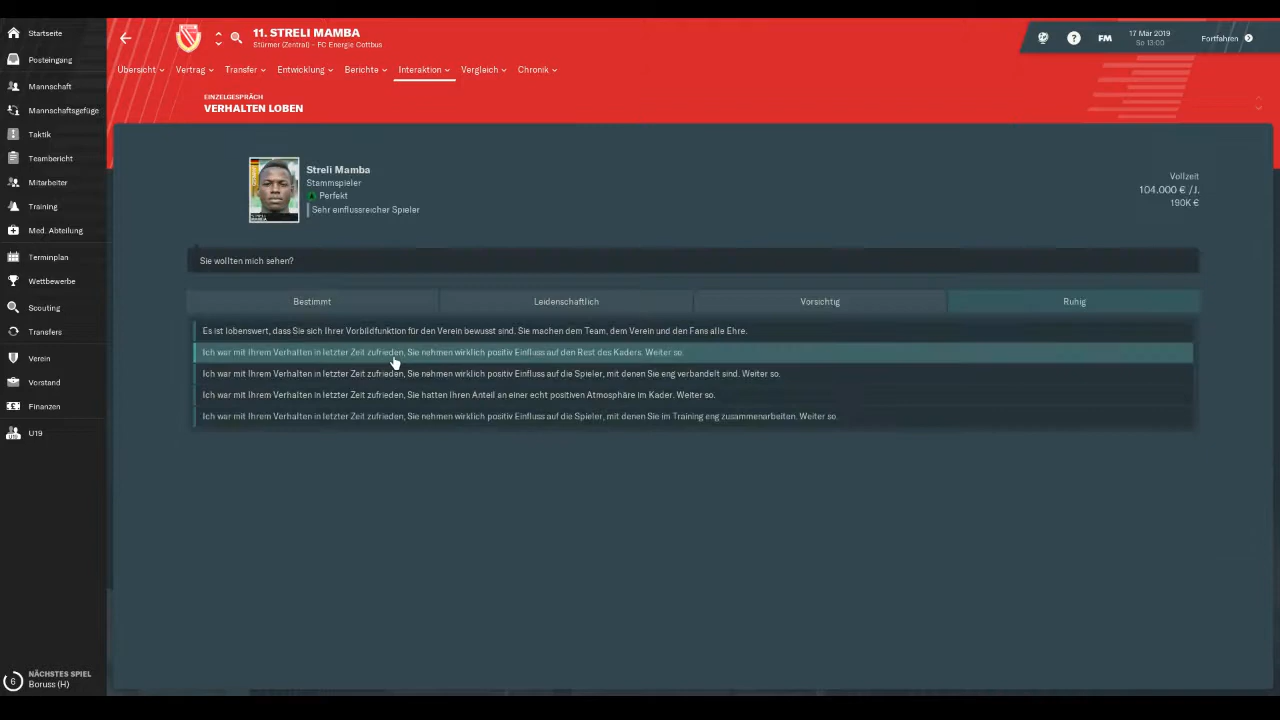 Startseite
Posteingang
Mannschaft
Mannschaftsgefüge
Taktik
Teambericht
Mitarbeiter
Training
Med. Abteilung
Terminplan
Wettbewerbe
Scouting
Transfers
Verein
Vorstand
Finanzen
U19
U19
6
NÄCHSTES SPIEL
Boruss (H)
11. STRELI MAMBA
Stürmer (Zentral) - FC Energie Cottbus
?
FM
17 Mär 2019
So 13:00
Fortfahren
Übersicht
Vertrag
Transfer
Entwicklung
Berichte
Interaktion
Vergleich
Chronik
EINZELGESPRÄCH
VERHALTEN LOBEN
STRELI
MAMBA
Streli Mamba
Stammspieler
Perfekt
Sehr einflussreicher Spieler
Vollzeit
104.000 € /J.
190K €
Sie wollten mich sehen?
Bestimmt
Leidenschaftlich
Vorsichtig
Ruhig
Es ist lobenswert, dass Sie sich Ihrer Vorbildfunktion für den Verein bewusst sind. Sie machen dem Team, dem Verein und den Fans alle Ehre.
Ich war mit Ihrem Verhalten in letzter Zeit zufrieden, Sie nehmen wirklich positiv Einfluss auf den Rest des Kaders. Weiter so.
Ich war mit Ihrem Verhalten in letzter Zeit zufrieden, Sie nehmen wirklich positiv Einfluss auf die Spieler, mit denen Sie eng verbandelt sind. Weiter so.
Ich war mit Ihrem Verhalten in letzter Zeit zufrieden, Sie hatten Ihren Anteil an einer echt positiven Atmosphäre im Kader. Weiter so.
Ich war mit Ihrem Verhalten in letzter Zeit zufrieden, Sie nehmen wirklich positiv Einfluss auf die Spieler, mit denen Sie im Training eng zusammenarbeiten. Weiter so.